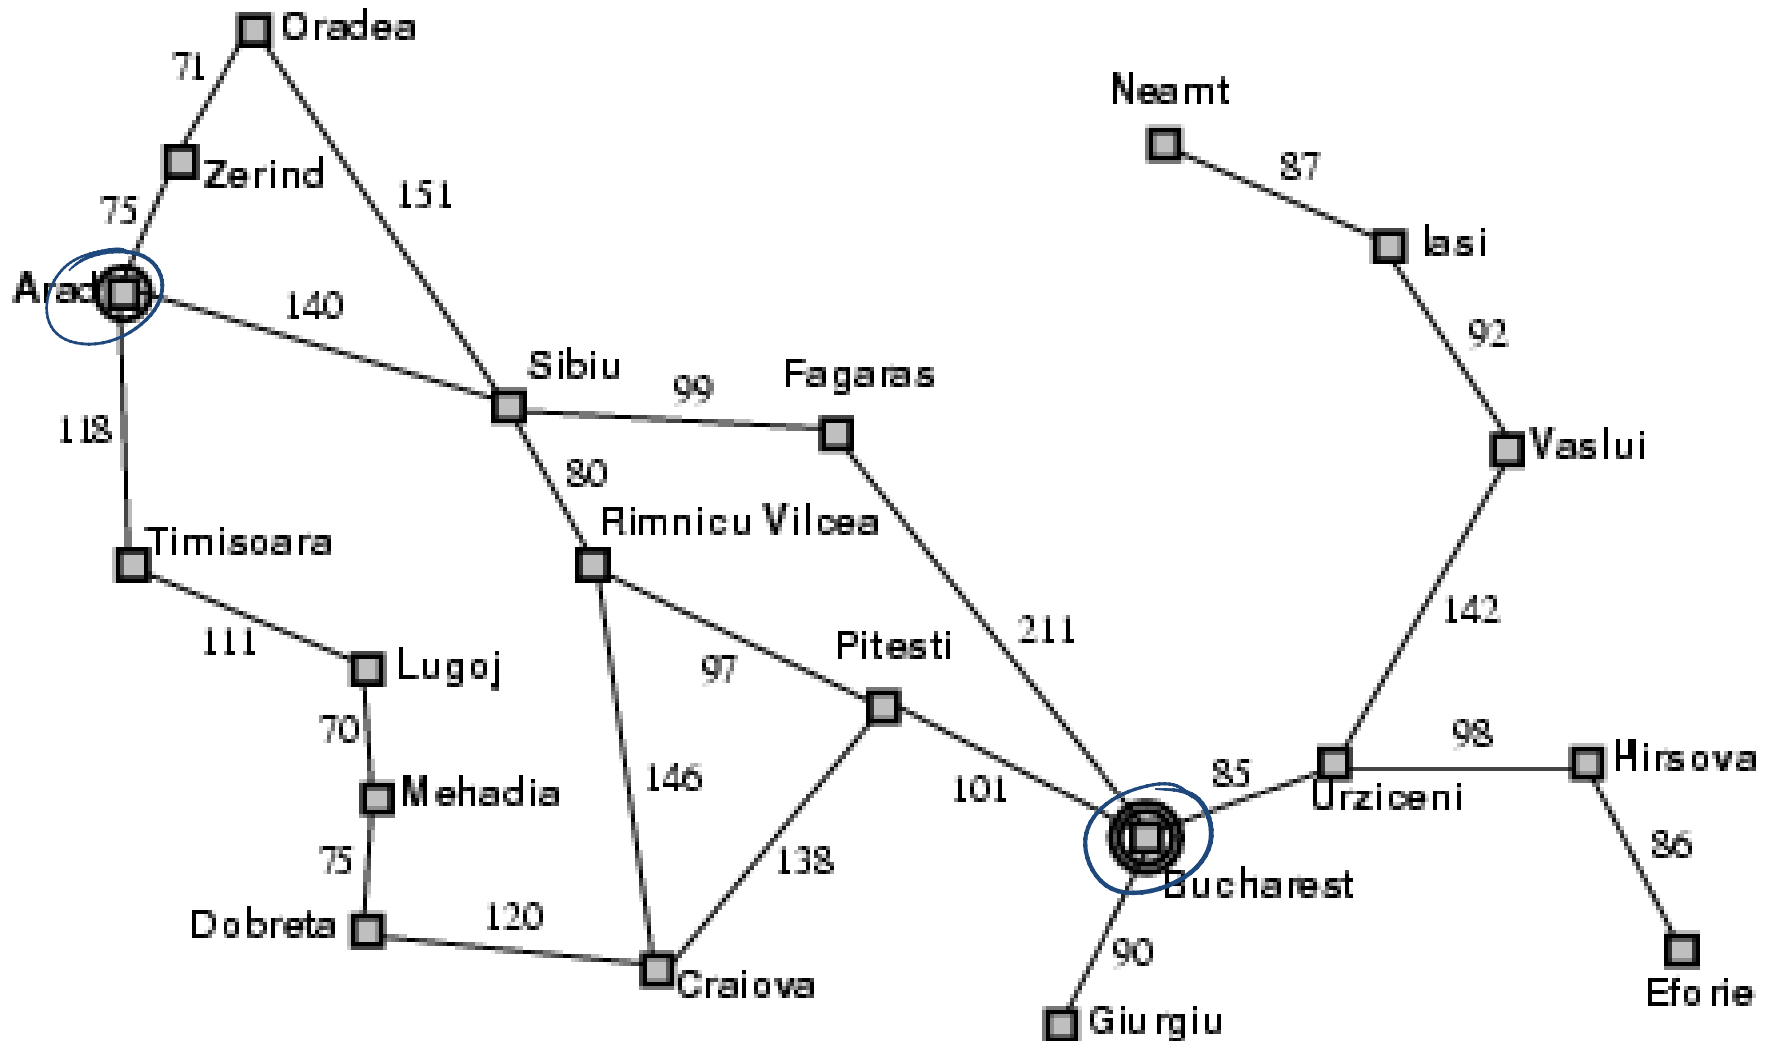 Oradea
71
Neamt
Zerind
87
151
75
Iasi
Arad
140
92
Sibiu
99
Fagaras
118
Vaslui
80
Rimnicu Vilcea
Timisoara
142
211
111
Pitesti
97
Lugoj
70
98
Hirsova
146
101
85
Mehadia
Urziceni
75
138
86
Bucharest
120
Dobreta
90
Craiova
Eforie
Giurgiu